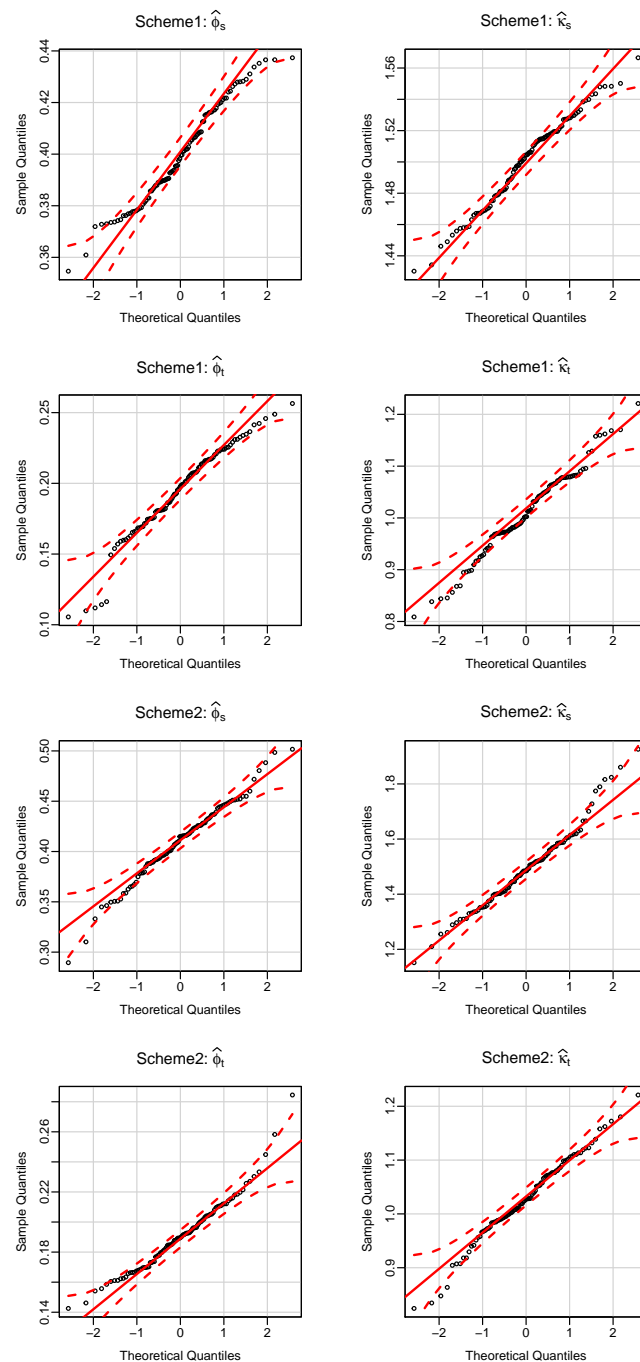 Scheme1: φ̂s
Scheme1: κ̂s
Sample Quantiles
0.36 0.38 0.40 0.42 0.44
−2 −1 0 1 2
Theoretical Quantiles
Sample Quantiles
1.44 1.48 1.52 1.56
−2 −1 0 1 2
Theoretical Quantiles
Scheme1: φ̂t
Scheme1: κ̂t
Sample Quantiles
0.10 0.15 0.20 0.25
−2 −1 0 1 2
Theoretical Quantiles
Sample Quantiles
0.8 0.9 1.0 1.1 1.2
−2 −1 0 1 2
Theoretical Quantiles
Scheme2: φ̂s
Scheme2: κ̂s
Sample Quantiles
0.30 0.35 0.40 0.45 0.50
−2 −1 0 1 2
Theoretical Quantiles
Sample Quantiles
1.2 1.4 1.6 1.8
−2 −1 0 1 2
Theoretical Quantiles
Scheme2: φ̂t
Scheme2: κ̂t
Sample Quantiles
0.14 0.18 0.22 0.26
−2 −1 0 1 2
Theoretical Quantiles
Sample Quantiles
0.9 1.0 1.1 1.2
−2 −1 0 1 2
Theoretical Quantiles